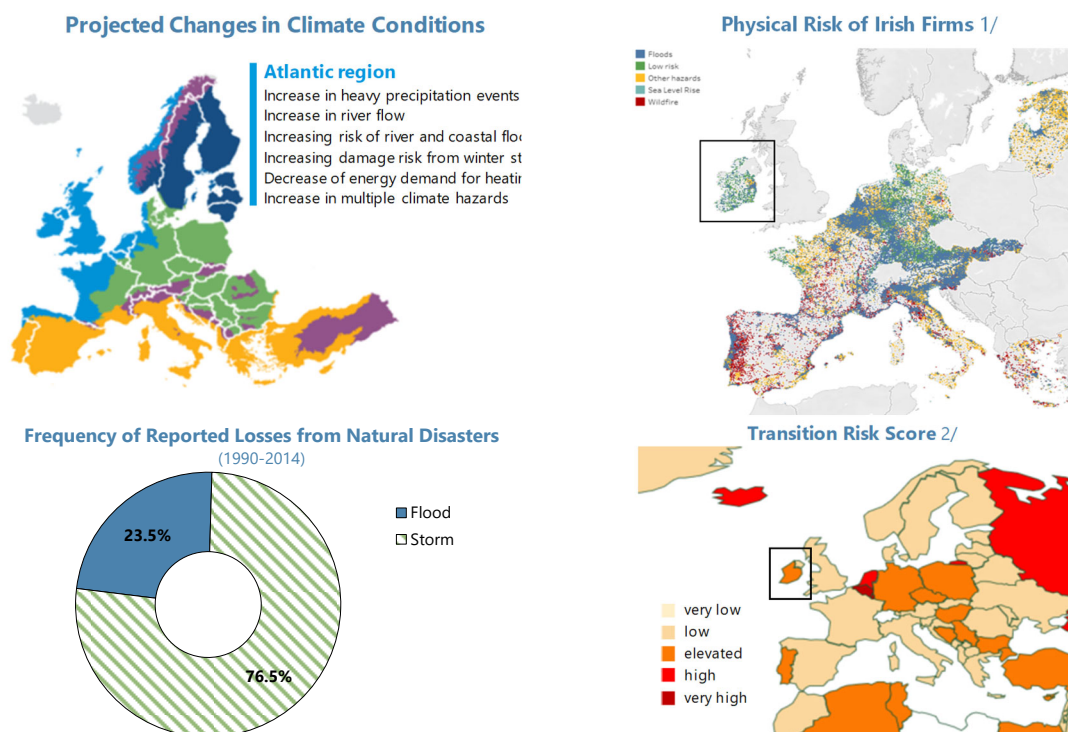 Projected Changes in Climate Conditions
Atlantic region
Increase in heavy precipitation events
Increase in river flow
Increasing risk of river and coastal
Increasing damage risk from winter
Decrease of energy demand for
Increase in multiple climate hazards
Physical Risk of Irish Firms 1/
Floods
Low risk
Other hazards
Sea Level Rise
Wildfire
Frequency of Reported Losses from Natural Disasters
(1990-2014)
23.5%
76.5%
Flood
Storm
Transition Risk Score 2/
very low
low
elevated
high
very high